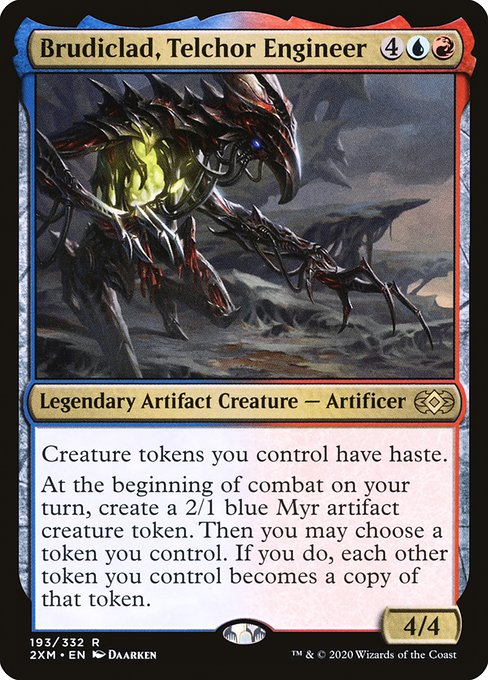 Brudiclad, Telchor Engineer 4
Legendary Artifact Creature — Artificer
Creature tokens you control have haste.
At the beginning of combat on your
turn, create a 2/1 blue Myr artifact
creature token. Then you may choose a
token you control. If you do, each other
token you control becomes a copy of
that token.
4/4
193/332 R
2XM • EN Daarken
™ & © 2020 Wizards of the Coast